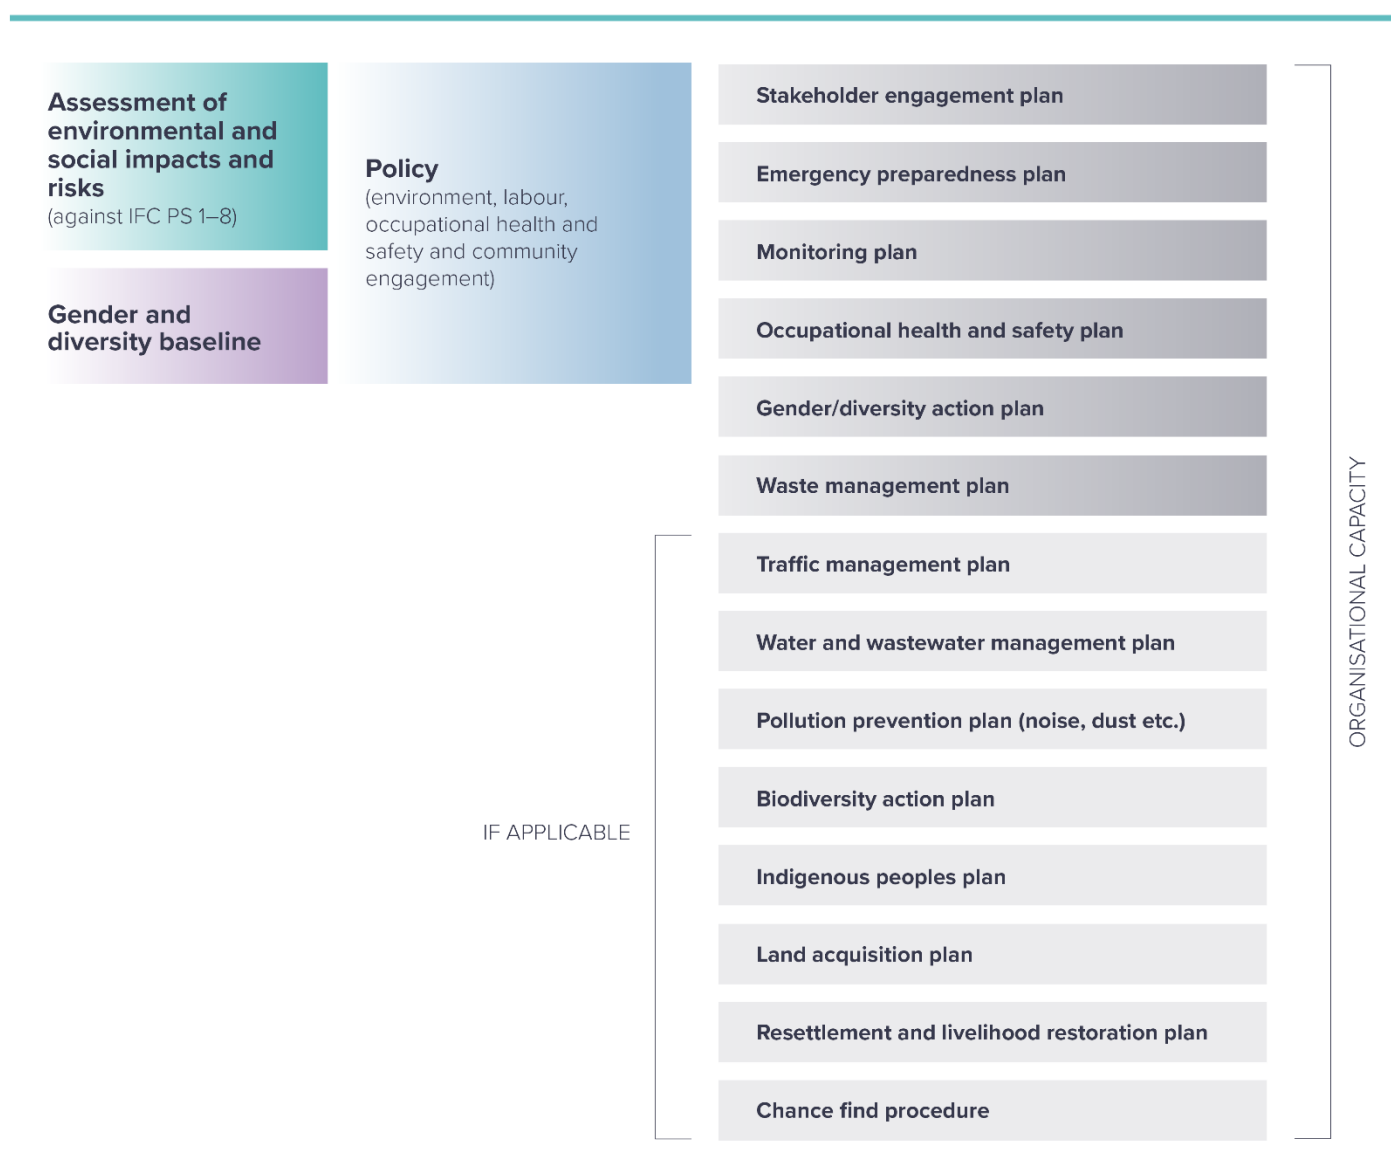 Assessment of
environmental and
social impacts and
risks
(against IFC PS 1–8)
Gender and
diversity baseline
Policy
(environment, labour,
occupational health and
safety and community
engagement)
Stakeholder engagement plan
Emergency preparedness plan
Monitoring plan
Occupational health and safety plan
Gender/diversity action plan
Waste management plan
IF APPLICABLE
Traffic management plan
Water and wastewater management plan
Pollution prevention plan (noise, dust etc.)
Biodiversity action plan
Indigenous peoples plan
Land acquisition plan
Resettlement and livelihood restoration plan
Chance find procedure
ORGANISATIONAL CAPACITY